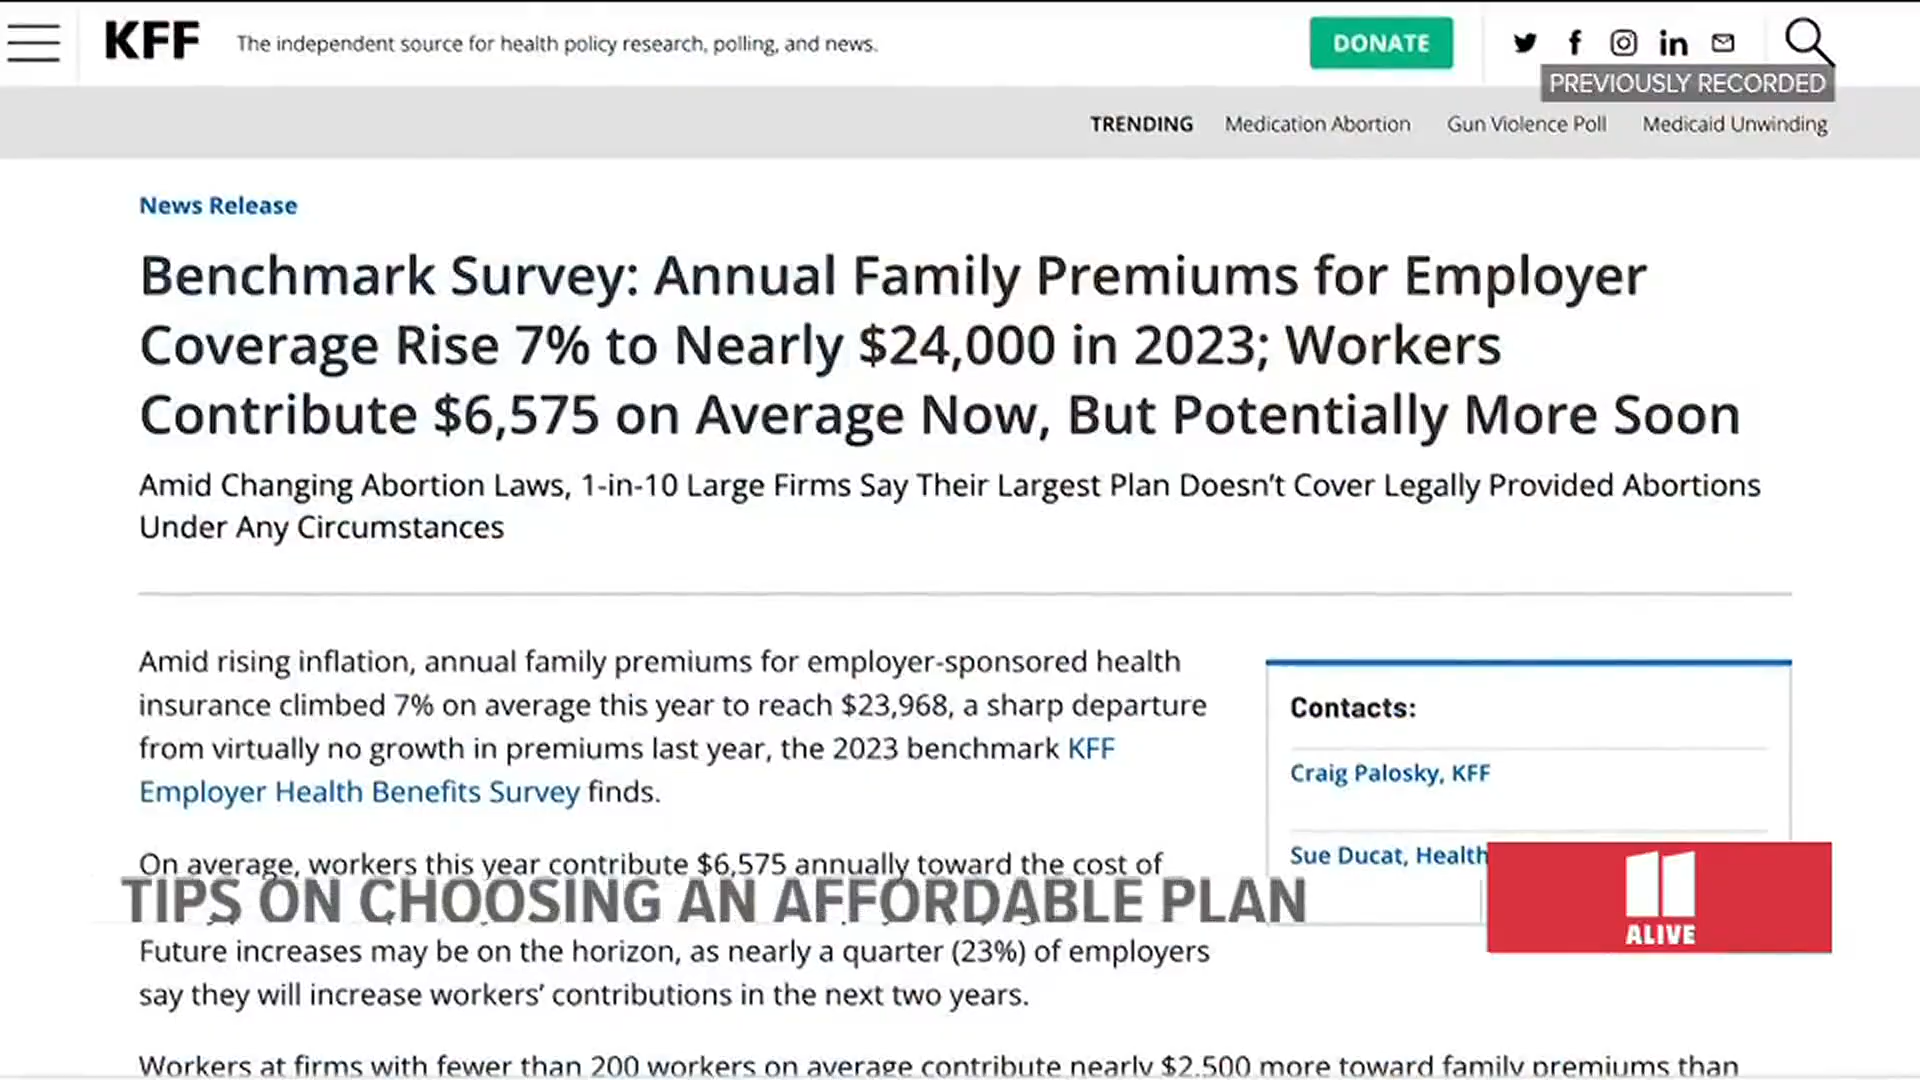 KFF
The independent source for health policy research, polling, and news.
DONATE
PREVIOUSLY RECORDED
TRENDING Medication Abortion Gun Violence Poll Medicaid Unwinding
News Release
Benchmark Survey: Annual Family Premiums for Employer
Coverage Rise 7% to Nearly $24,000 in 2023; Workers
Contribute $6,575 on Average Now, But Potentially More Soon
Amid Changing Abortion Laws, 1-in-10 Large Firms Say Their Largest Plan Doesn't Cover Legally Provided Abortions
Under Any Circumstances
Amid rising inflation, annual family premiums for employer-sponsored health
insurance climbed 7% on average this year to reach $23,968, a sharp departure
from virtually no growth in premiums last year, the 2023 benchmark KFF
Employer Health Benefits Survey finds.
On average, workers this year contribute $6,575 annually toward the cost of
Future increases may be on the horizon, as nearly a quarter (23%) of employers
say they will increase workers' contributions in the next two years.
Workers at firms with fewer than 200 workers on average contribute nearly $2,500 more toward family premiums than
Contacts:
Craig Palosky, KFF
Sue Ducat, Health
TIPS ON CHOOSING AN AFFORDABLE PLAN
11
ALIVE